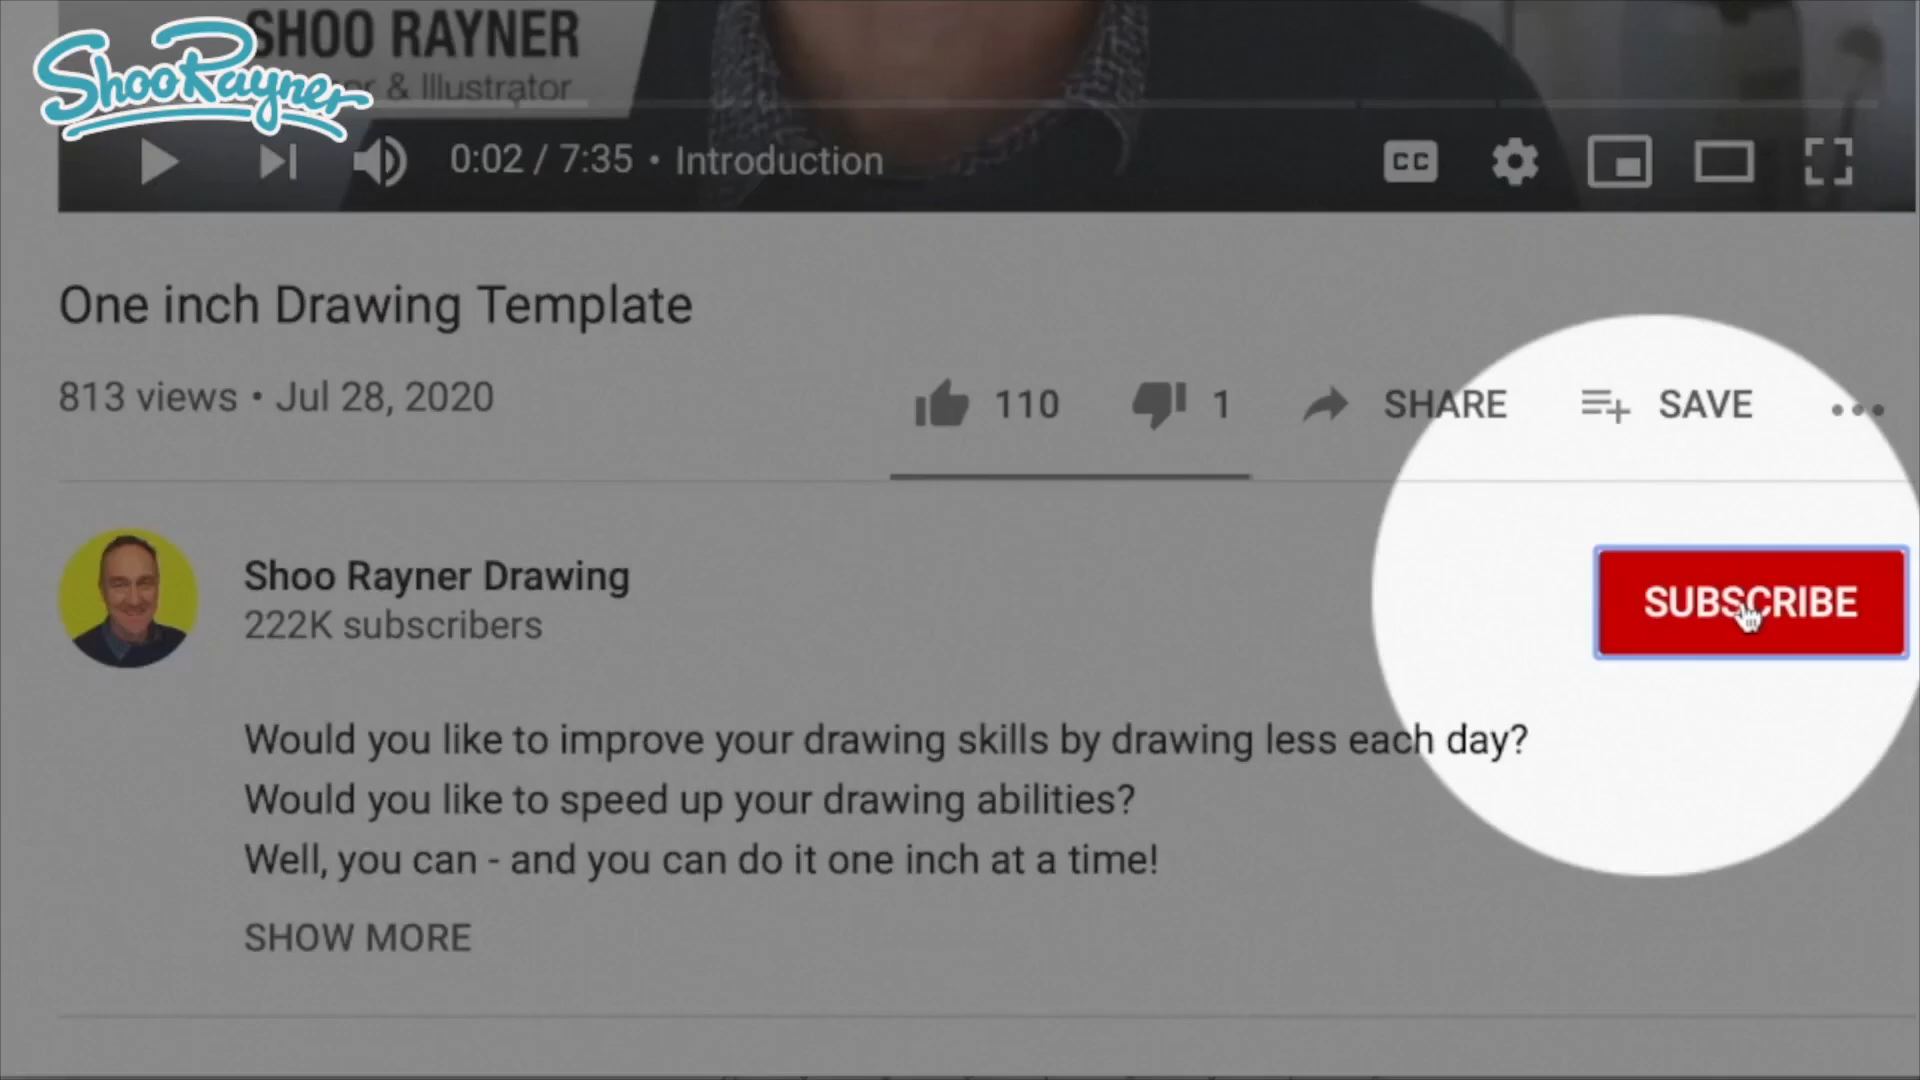 SHOO RAYNER
ShooRayner
& Illustrator
0:02 / 7:35 • Introduction
CC
One inch Drawing Template
813 views • Jul 28, 2020
110
1
SHARE
SAVE
Shoo Rayner Drawing
222K subscribers
SUBSCRIBE
Would you like to improve your drawing skills by drawing less each day?
Would you like to speed up your drawing abilities?
Well, you can - and you can do it one inch at a time!
SHOW MORE